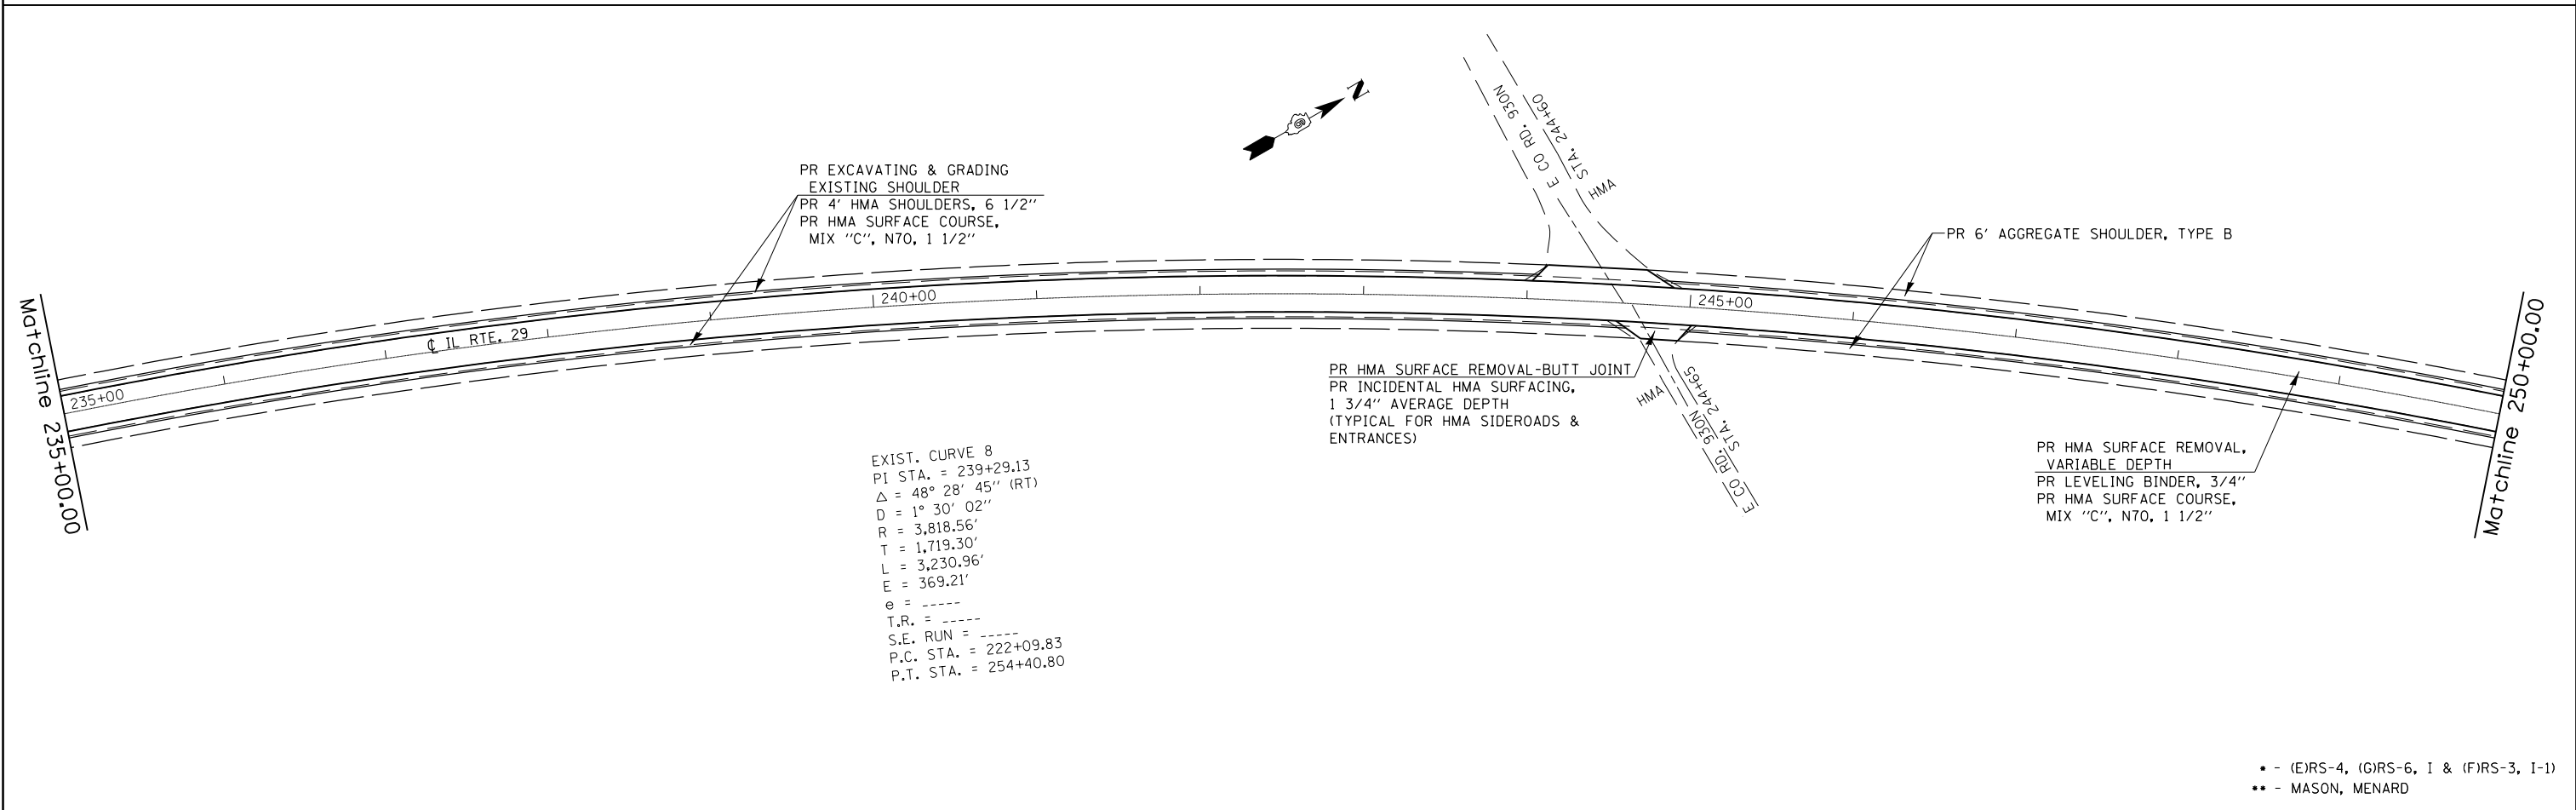 N
E CO RD. 930N
STA. 244+60
HMA
PR EXCAVATING & GRADING
EXISTING SHOULDER
PR 4' HMA SHOULDERS, 6 1/2"
PR HMA SURFACE COURSE,
MIX "C", N70, 1 1/2"
PR 6' AGGREGATE SHOULDER, TYPE B
Matchline 235+00.00
235+00
℄ IL RTE. 29
240+00
245+00
Matchline 250+00.00
PR HMA SURFACE REMOVAL-BUTT JOINT
PR INCIDENTAL HMA SURFACING,
1 3/4" AVERAGE DEPTH
(TYPICAL FOR HMA SIDEROADS &
ENTRANCES)
HMA
STA. 244+65
E CO RD. 930N
PR HMA SURFACE REMOVAL,
VARIABLE DEPTH
PR LEVELING BINDER, 3/4"
PR HMA SURFACE COURSE,
MIX "C", N70, 1 1/2"
EXIST. CURVE 8
PI STA. = 239+29.13
Δ = 48° 28' 45" (RT)
D = 1° 30' 02"
R = 3,818.56'
T = 1,719.30'
L = 3,230.96'
E = 369.21'
e = -----
T.R. = -----
S.E. RUN = -----
P.C. STA. = 222+09.83
P.T. STA. = 254+40.80
* - (E)RS-4, (G)RS-6, I & (F)RS-3, I-1)
** - MASON, MENARD